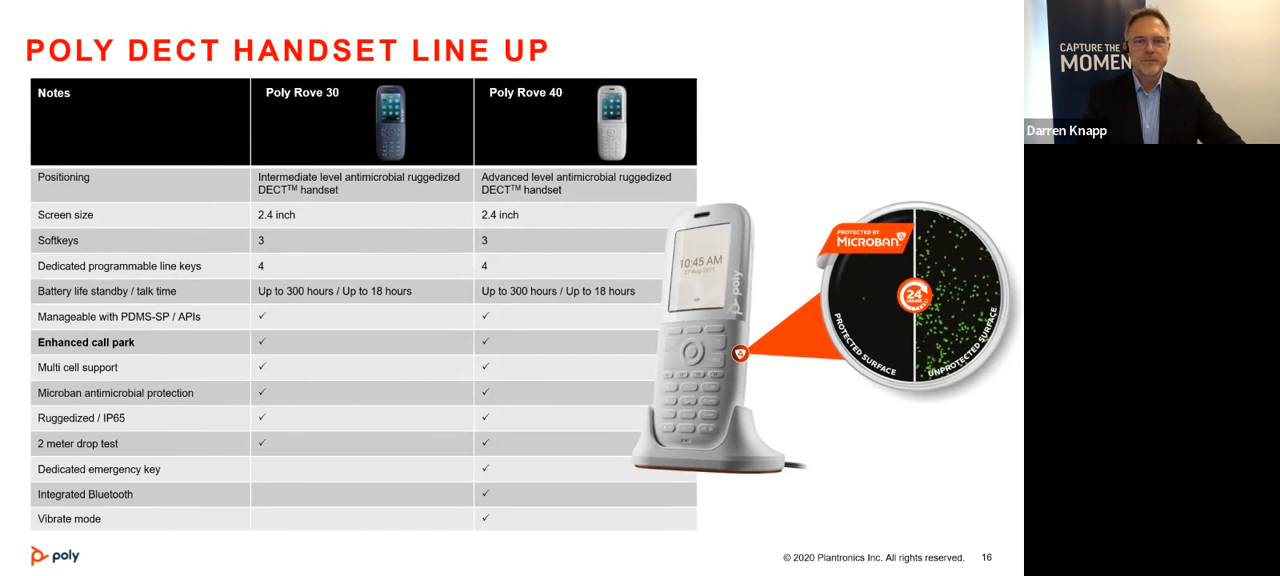 POLY DECT HANDSET LINE UP
Notes
Poly Rove 30
Poly Rove 40
Positioning
Intermediate level antimicrobial ruggedized
DECT™ handset
Advanced level antimicrobial ruggedized
DECT™ handset
Screen size
2.4 inch
2.4 inch
Softkeys
3
3
Dedicated programmable line keys
4
4
Battery life standby / talk time
Up to 300 hours / Up to 18 hours
Up to 300 hours / Up to 18 hours
Manageable with PDMS-SP / APIs
✓
✓
Enhanced call park
✓
✓
Multi cell support
✓
✓
Microban antimicrobial protection
✓
✓
Ruggedized / IP65
✓
✓
2 meter drop test
✓
✓
Dedicated emergency key
✓
Integrated Bluetooth
✓
Vibrate mode
✓
10:45 AM
poly
PROTECTED BY
MICROBAN
24
HOURS
PROTECTED SURFACE
UNPROTECTED SURFACE
poly
© 2020 Plantronics Inc. All rights reserved.
16
CAPTURE THE
MOMEN
Darren Knapp